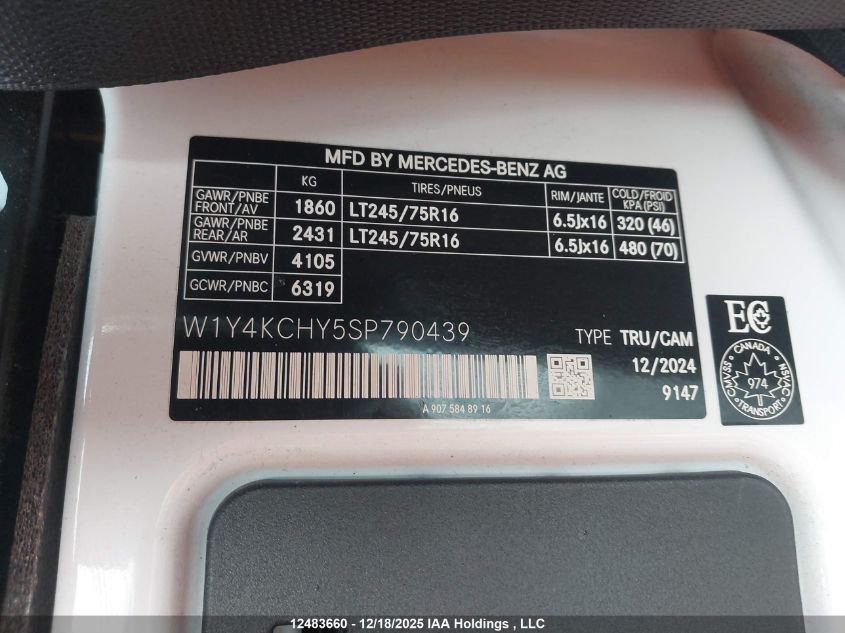 MFD BY MERCEDES-BENZ AG
KG TIRES/PNEUS RIM/JANTE COLD/FROID KPA (PSI)
GAWR/PNBE FRONT/AV 1860 LT245/75R16 6.5Jx16 320 (46)
GAWR/PNBE REAR/AR 2431 LT245/75R16 6.5Jx16 480 (70)
GVWR/PNBV 4105
GCWR/PNBC 6319
W1Y4KCHY5SP790439 TYPE TRU/CAM
12/2024
9147
A 907 584 89 16
EC
CANADA
CMVSS 974 NSVAC
TRANSPORT
12483660 - 12/18/2025 IAA Holdings , LLC